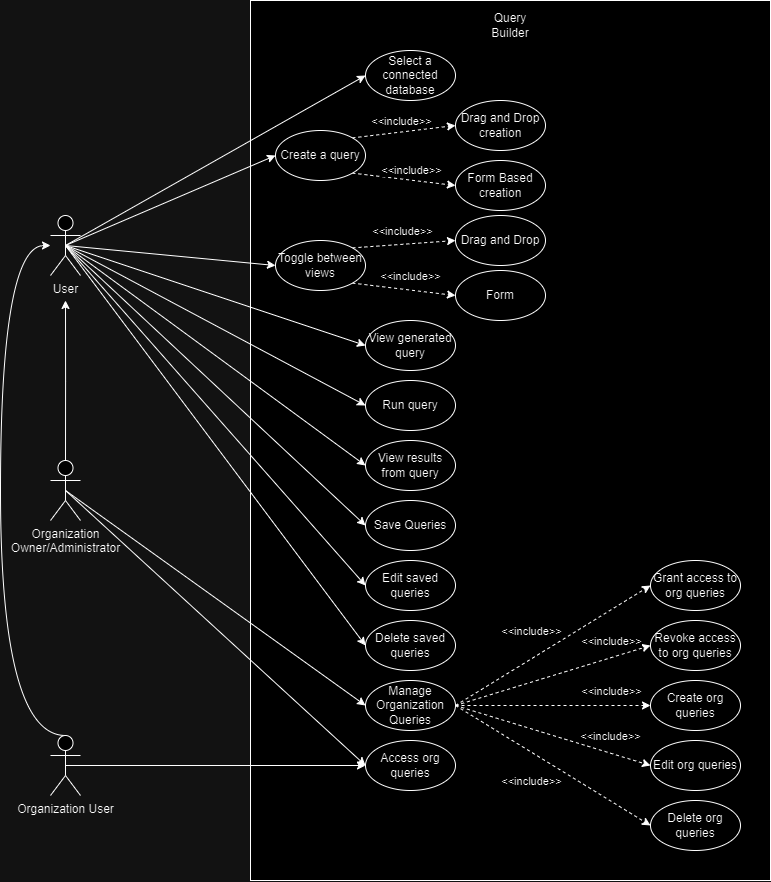 Query
Builder
Select a
connected
database
<<include>>
Drag and Drop
creation
Create a query
<<include>>
Form Based
creation
<<include>>
Drag and Drop
Toggle between
views
<<include>>
Form
User
View generated
query
Run query
View results
from query
Save Queries
Organization
Owner/Administrator
Edit saved
queries
Grant access to
org queries
Delete saved
queries
<<include>>
<<include>>
Revoke access
to org queries
Manage
Organization
Queries
<<include>>
Create org
queries
<<include>>
Edit org queries
Access org
queries
<<include>>
Organization User
Delete org
queries